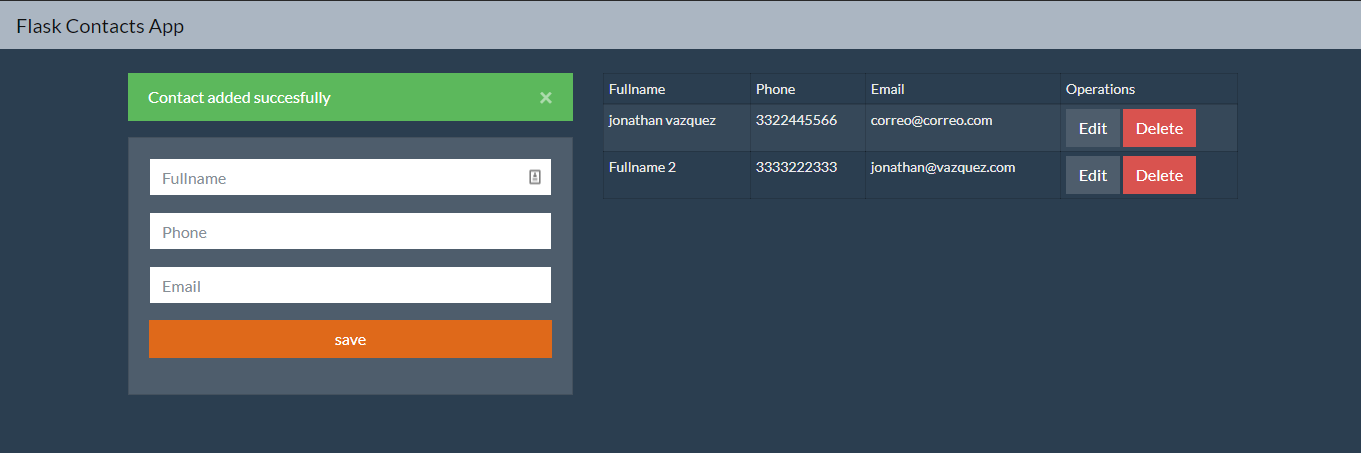 Flask Contacts App
Contact added succesfully ×
Fullname
Phone
Email
save
Fullname Phone Email Operations
jonathan vazquez 3322445566 correo@correo.com Edit Delete
Fullname 2 3333222333 jonathan@vazquez.com Edit Delete